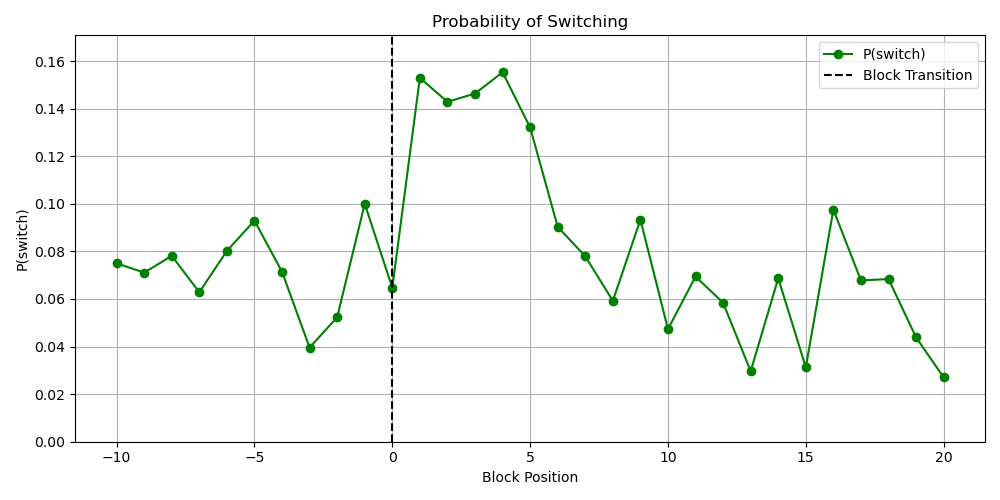 Probability of Switching
P(switch)
Block Transition
0.16
0.14
0.12
0.10
0.08
0.06
0.04
0.02
0.00
P(switch)
−10 −5 0 5 10 15 20
Block Position